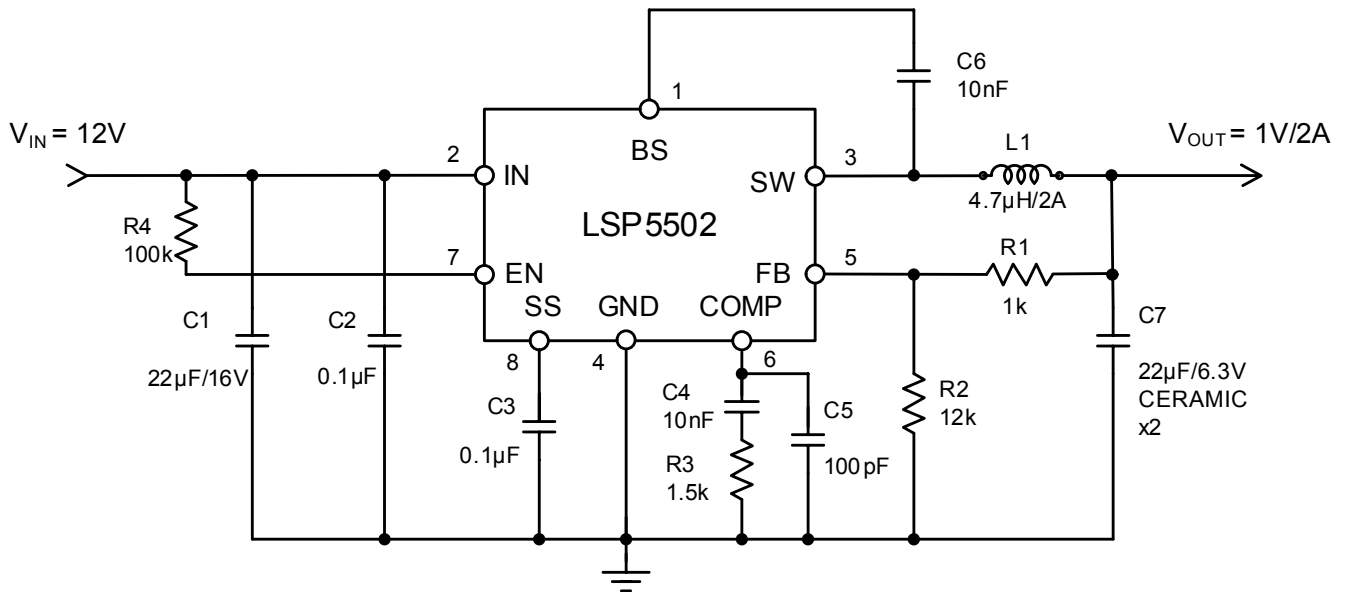 V_IN = 12V
R4
100k
C1
22µF/16V
C2
0.1µF
2
IN
7
EN
1
BS
LSP5502
SS
8
GND
4
COMP
6
SW
3
FB
5
C3
0.1µF
C4
10nF
R3
1.5k
C5
100pF
C6
10nF
L1
4.7µH/2A
V_OUT = 1V/2A
R1
1k
R2
12k
C7
22µF/6.3V
CERAMIC
x2